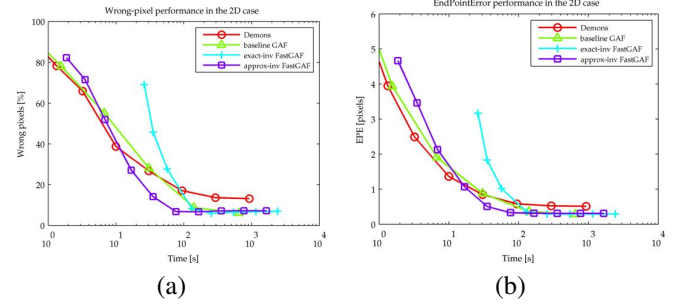 Wrong-pixel performance in the 2D case
Wrong pixels [%]
100
80
60
40
20
0
Demons
baseline GAF
exact-inv FastGAF
approx-inv FastGAF
10 0
10 1
10 2
10 3
10 4
Time [s]
(a)
EndPointError performance in the 2D case
EPE [pixels]
6
5
4
3
2
1
0
Demons
baseline GAF
exact-inv FastGAF
approx-inv FastGAF
10 0
10 1
10 2
10 3
10 4
Time [s]
(b)